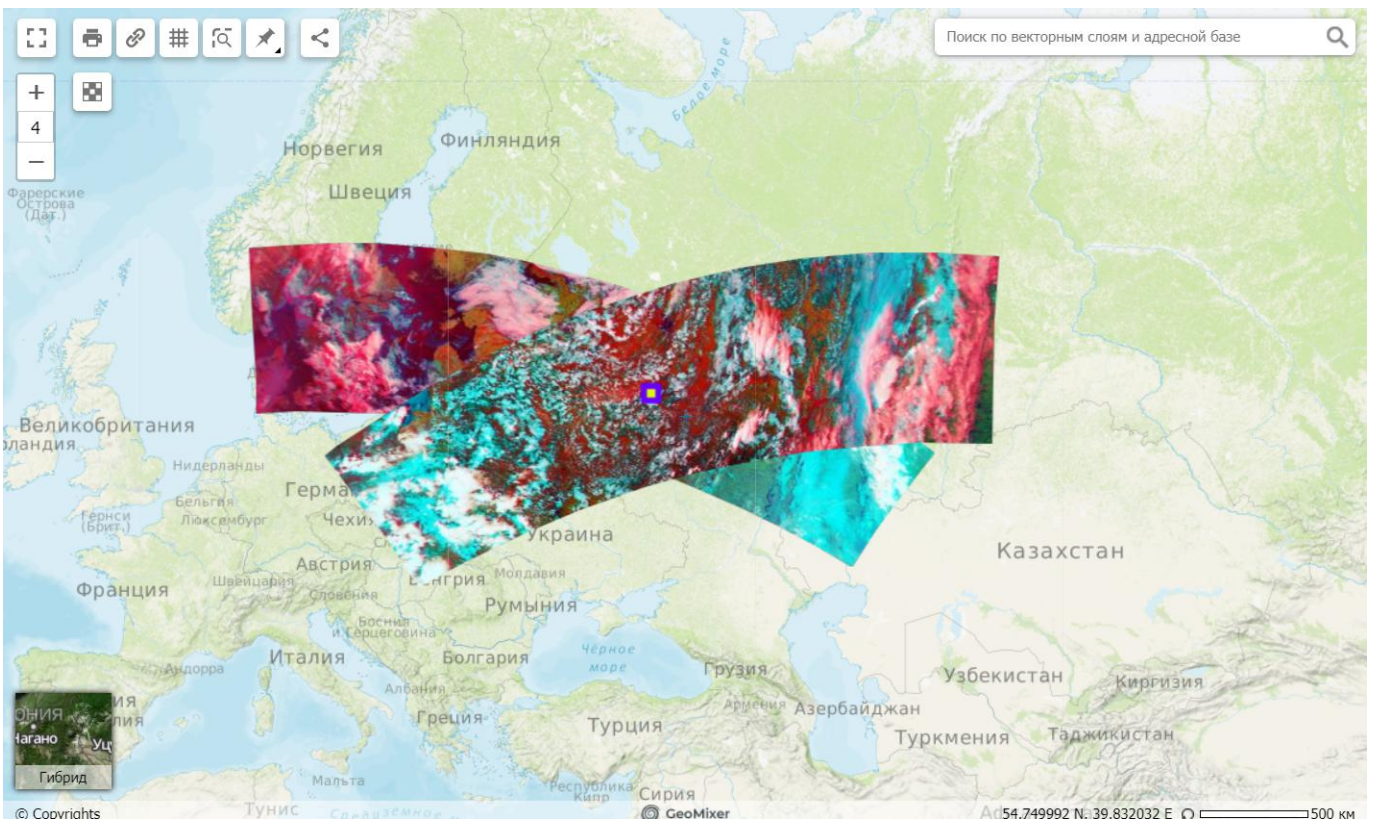 Поиск по векторным слоям и адресной базе
4
Белое море
Норвегия
Финляндия
Швеция
Фарерские
Острова
(Дат.)
Великобритания
Нидерланды
Бельгия
Люксембург
Гернси
(Брит.)
Чехия
Украина
Казахстан
Австрия
Франция
Швейцария
Словения
Молдавия
Румыния
Босния
и Герцеговина
Италия
Болгария
Чёрное
море
Грузия
Андорра
Узбекистан
Киргизия
Албания
Армения
Азербайджан
Греция
Турция
Туркмения
Таджикистан
Нагано
Гибрид
Мальта
Республика
Кипр
Сирия
Тунис
Средиземное
© Copyrights
GeoMixer
54.749992 N, 39.832032 E
500 км